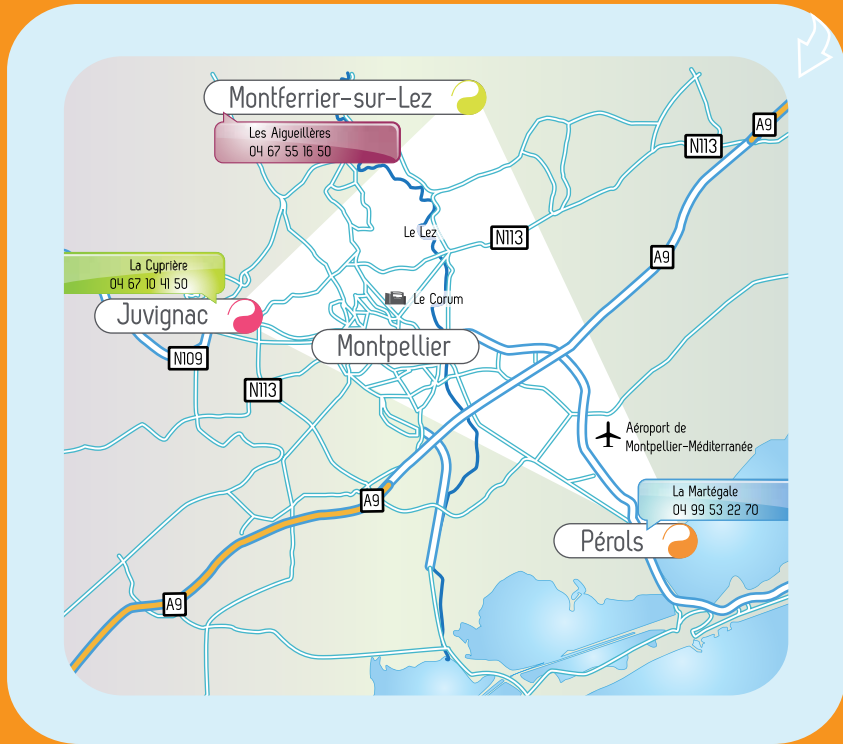 Montferrier-sur-Lez
Les Aigueillères
04 67 55 16 50
A9
N113
Le Lez
N113
A9
La Cyprière
04 67 10 41 50
Le Corum
Juvignac
Montpellier
N109
N113
Aéroport de
Montpellier-Méditerranée
A9
La Martégale
04 99 53 22 70
Pérols
A9